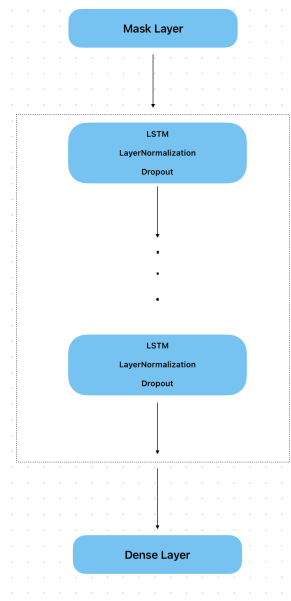 Mask Layer
LSTM
LayerNormalization
Dropout
LSTM
LayerNormalization
Dropout
Dense Layer